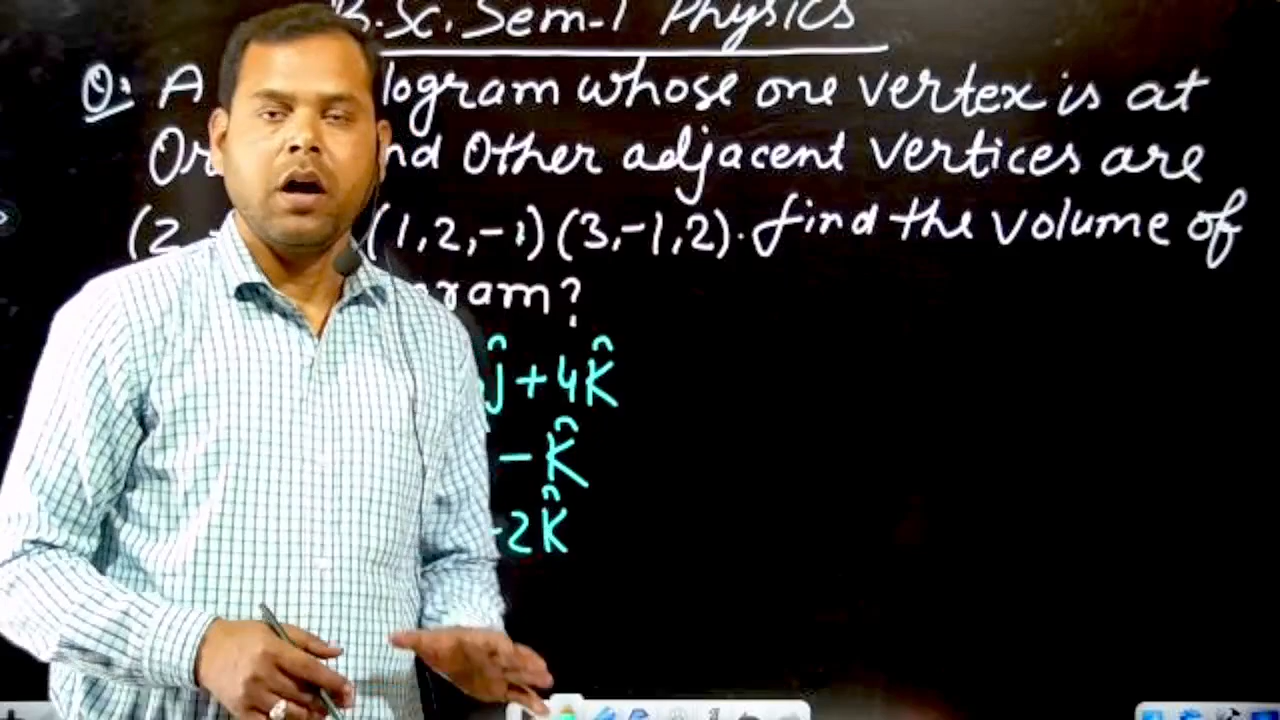 B.Sc. Sem-I Physics
Q: A logram whose one vertex is at
Or nd Other adjacent vertices are
(2, (1,2,-1) (3,-1,2). find the volume of
gram?
ĵ + 4K̂
- K̂
2K̂